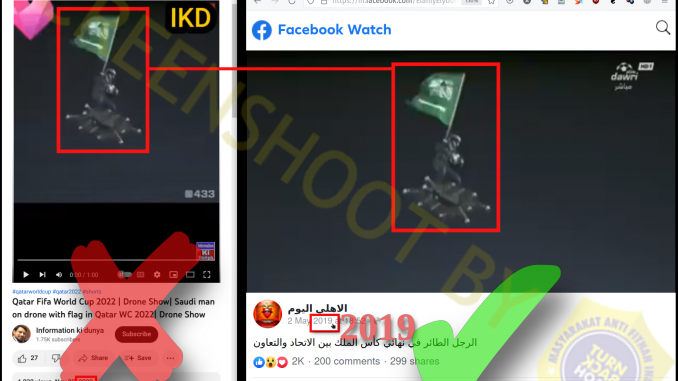 IKD
433
0:00 / 1:00
#qatarworldcup #qatar2022 #shorts
Qatar Fifa World Cup 2022 | Drone Show| Saudi man
on drone with flag in Qatar WC 2022| Drone Show
Information ki dunya
1.75K subscribers
Subscribe
27
Share
Save
Facebook Watch
dawri HD1
مباشر
الاهلي اليوم
2 May 2019
2019
الرجل الطائر في نهائي كأس الملك بين الاتحاد والتعاون
2K · 200 comments · 299 shares
SCREENSHOOT BY
MASYARAKAT ANTI FITNAH
TURN